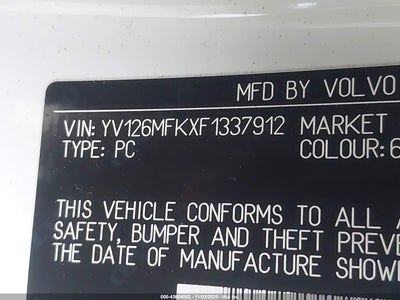 MFD BY VOLVO
VIN: YV126MFKXF1337912 MARKET
TYPE: PC COLOUR:6
THIS VEHICLE CONFORMS TO ALL
SAFETY, BUMPER AND THEFT PREVE
THE DATE OF MANUFACTURE SHOW